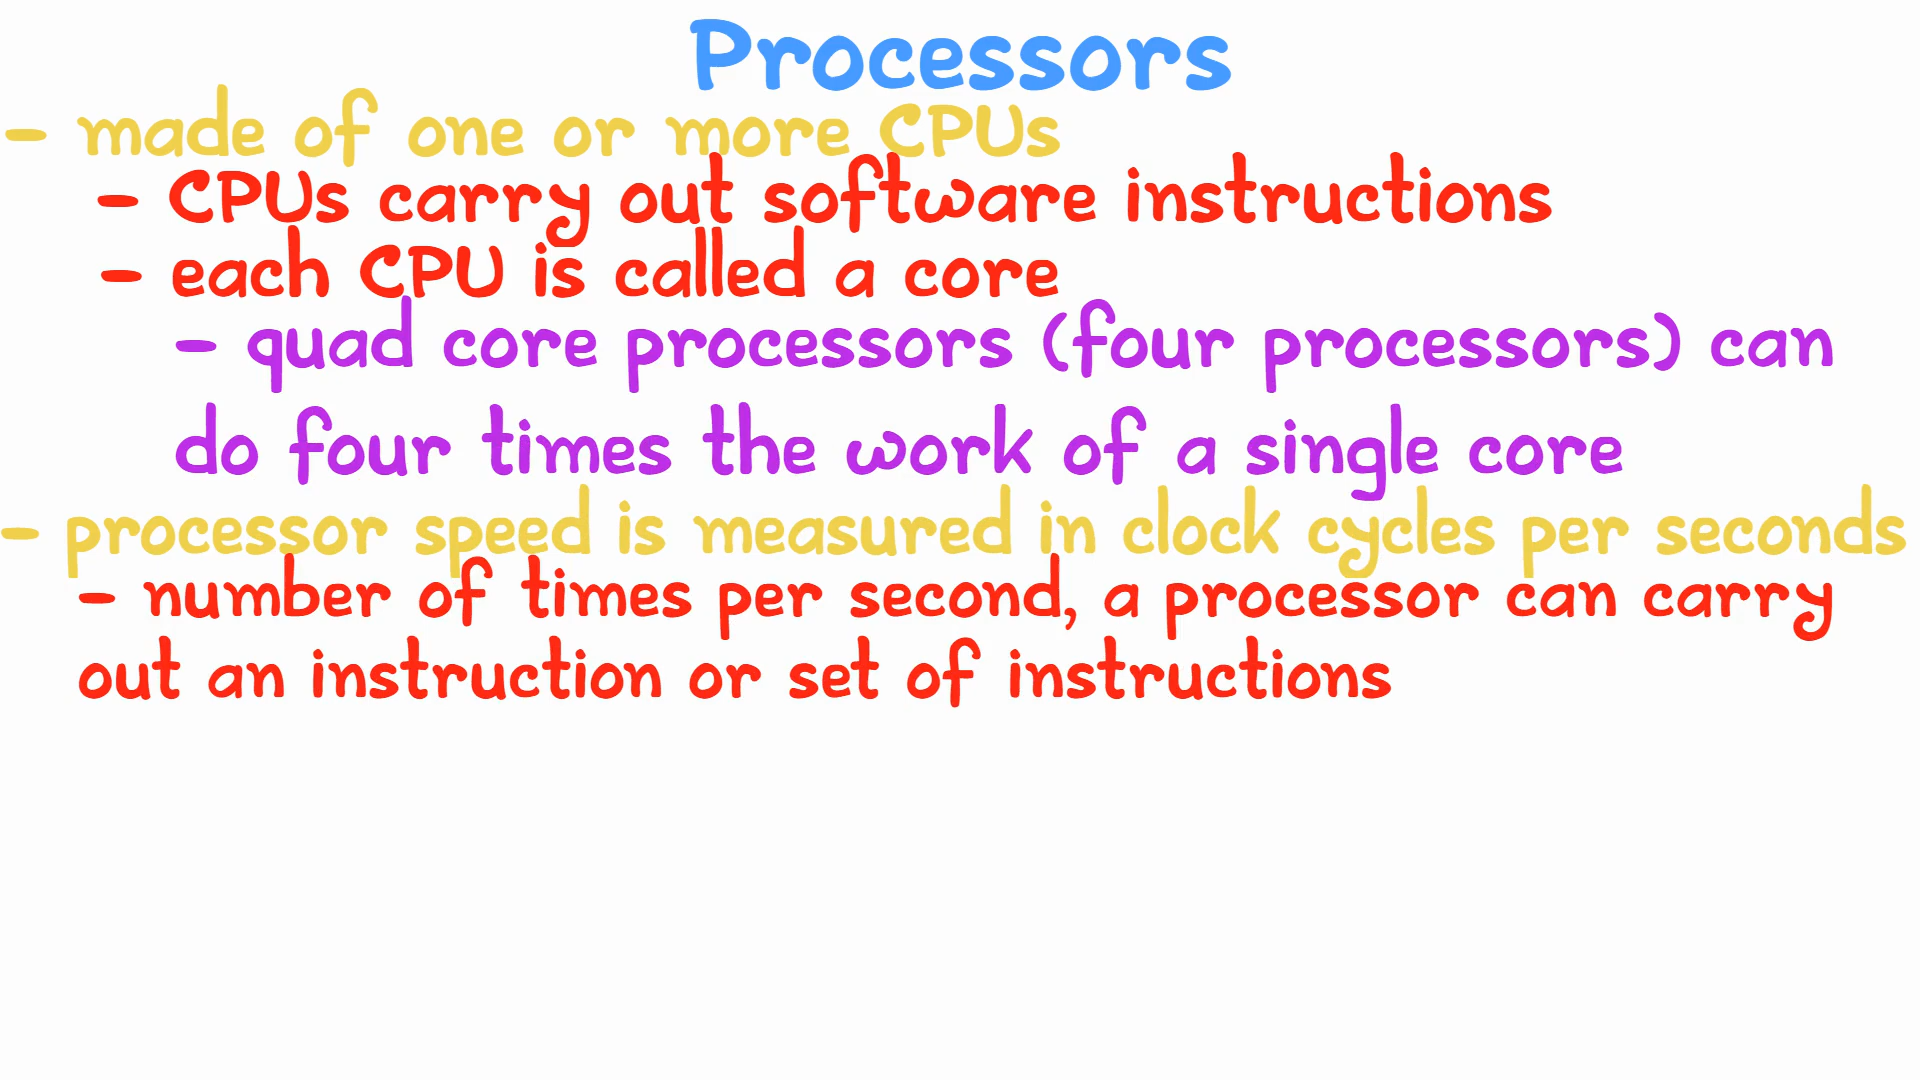 Processors
- made of one or more CPUs
- CPUs carry out software instructions
- each CPU is called a core
- quad core processors (four processors) can
do four times the work of a single core
- processor speed is measured in clock cycles per seconds
- number of times per second, a processor can carry
out an instruction or set of instructions